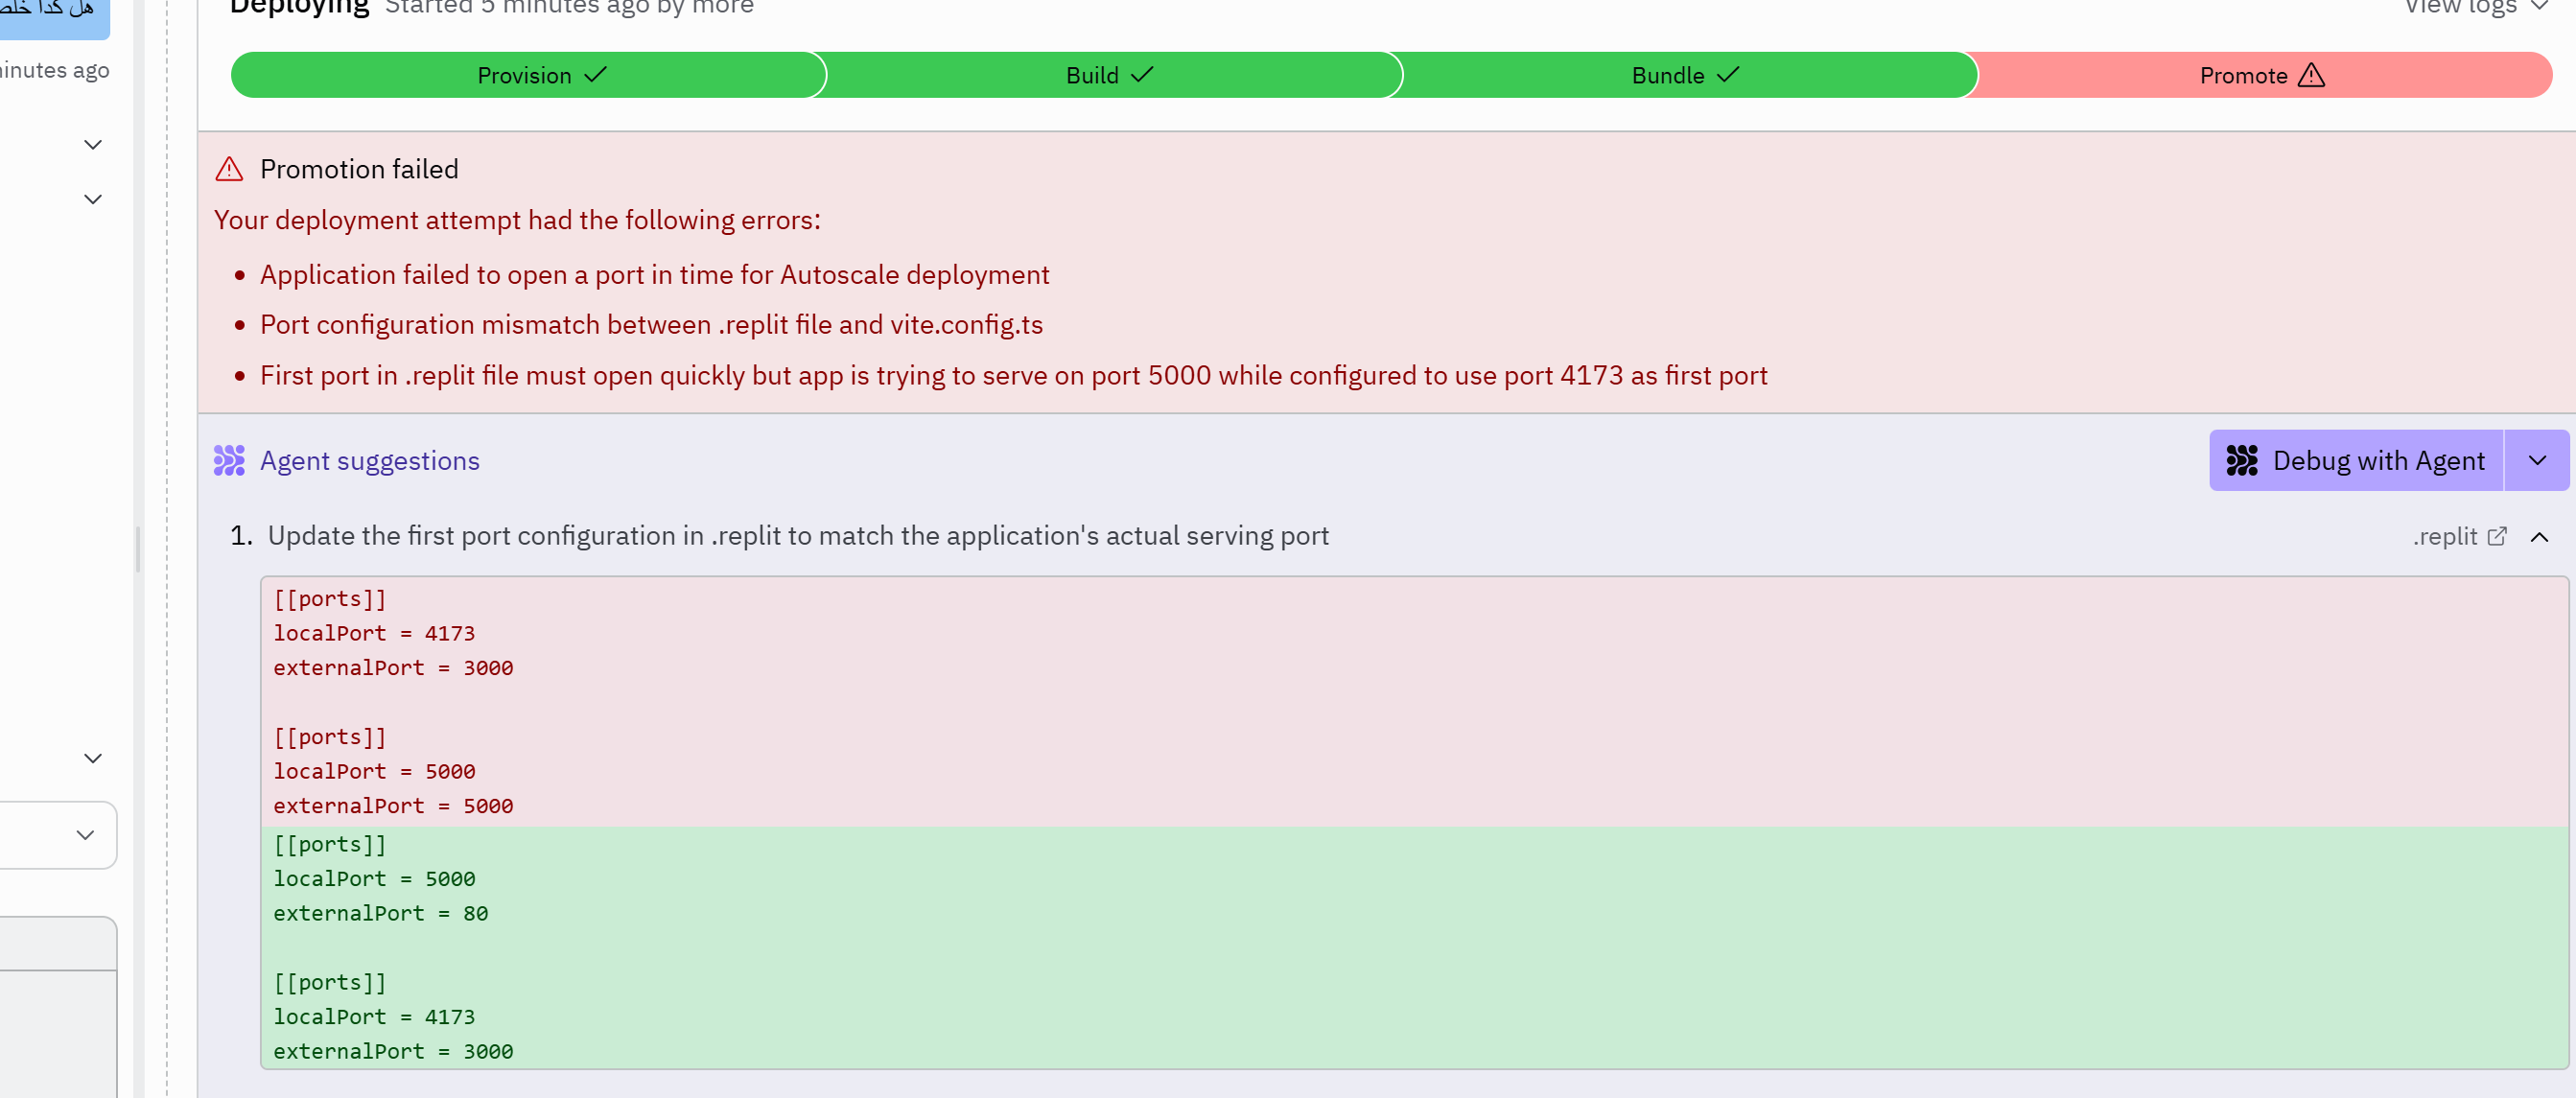 هل كدا
minutes ago
Deploying Started 5 minutes ago by more
View logs
Provision
Build
Bundle
Promote
Promotion failed
Your deployment attempt had the following errors:
• Application failed to open a port in time for Autoscale deployment
• Port configuration mismatch between .replit file and vite.config.ts
• First port in .replit file must open quickly but app is trying to serve on port 5000 while configured to use port 4173 as first port
Agent suggestions
Debug with Agent
1. Update the first port configuration in .replit to match the application's actual serving port
.replit
[[ports]]
localPort = 4173
externalPort = 3000
[[ports]]
localPort = 5000
externalPort = 5000
[[ports]]
localPort = 5000
externalPort = 80
[[ports]]
localPort = 4173
externalPort = 3000